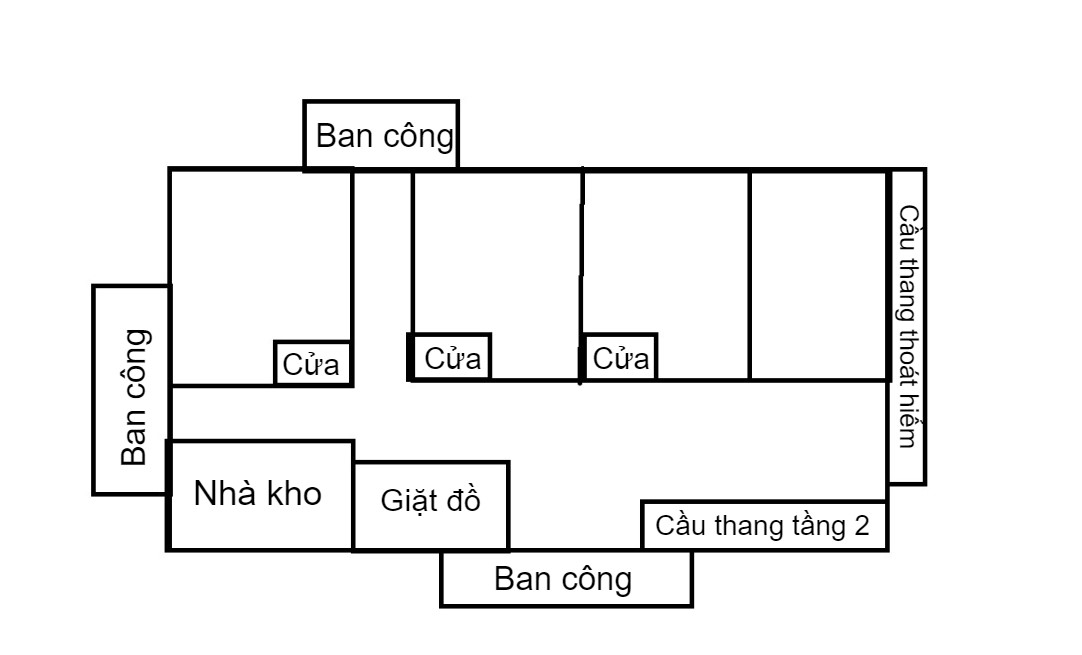 Ban công
Cầu thang thoát hiểm
Ban công
Cửa
Cửa
Cửa
Nhà kho
Giặt đồ
Cầu thang tầng 2
Ban công